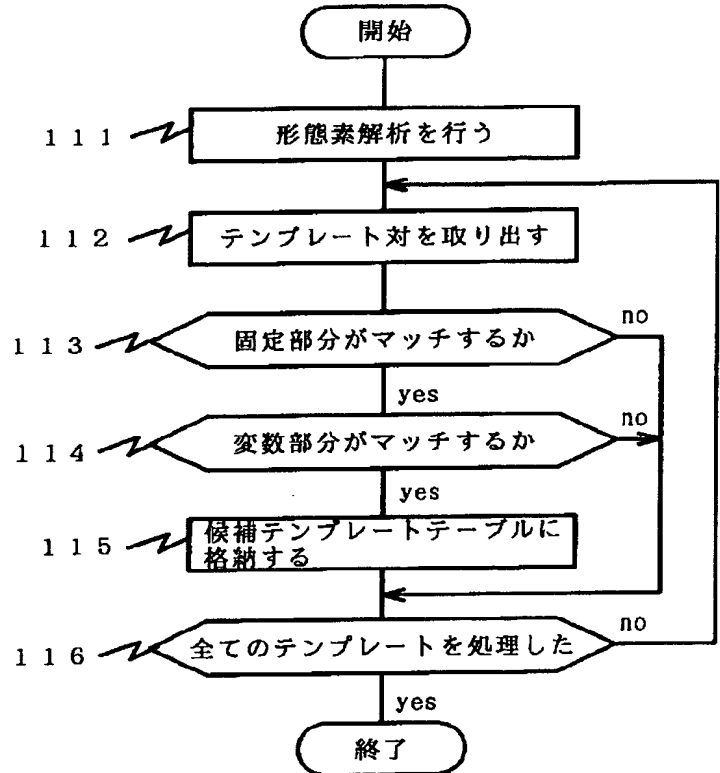 開始
111
形態素解析を行う
112
テンプレート対を取り出す
113
固定部分がマッチするか
no
yes
114
変数部分がマッチするか
no
yes
115
候補テンプレートテーブルに
格納する
116
全てのテンプレートを処理した
no
yes
終了